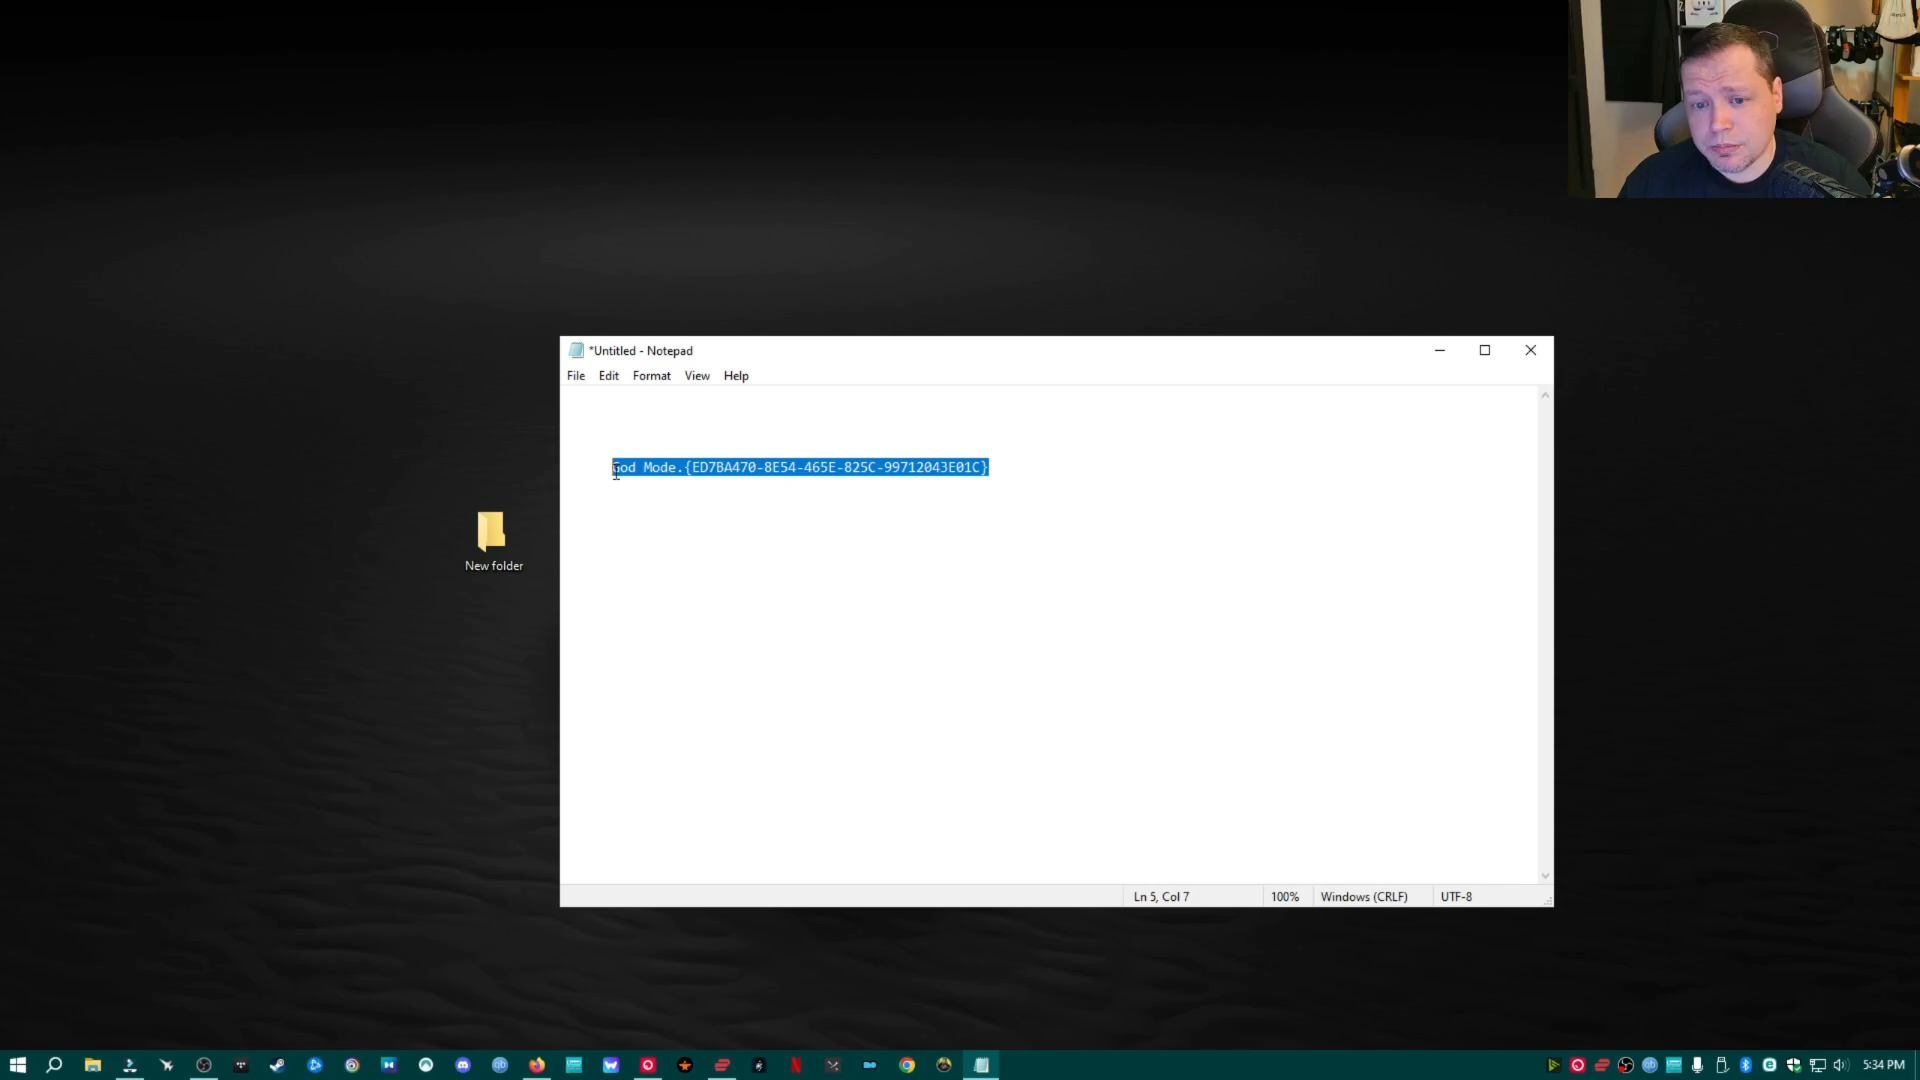 *Untitled - Notepad
File Edit Format View Help
God Mode.{ED7BA470-8E54-465E-825C-99712043E01C}
New folder
Ln 5, Col 7 100% Windows (CRLF) UTF-8
5:34 PM